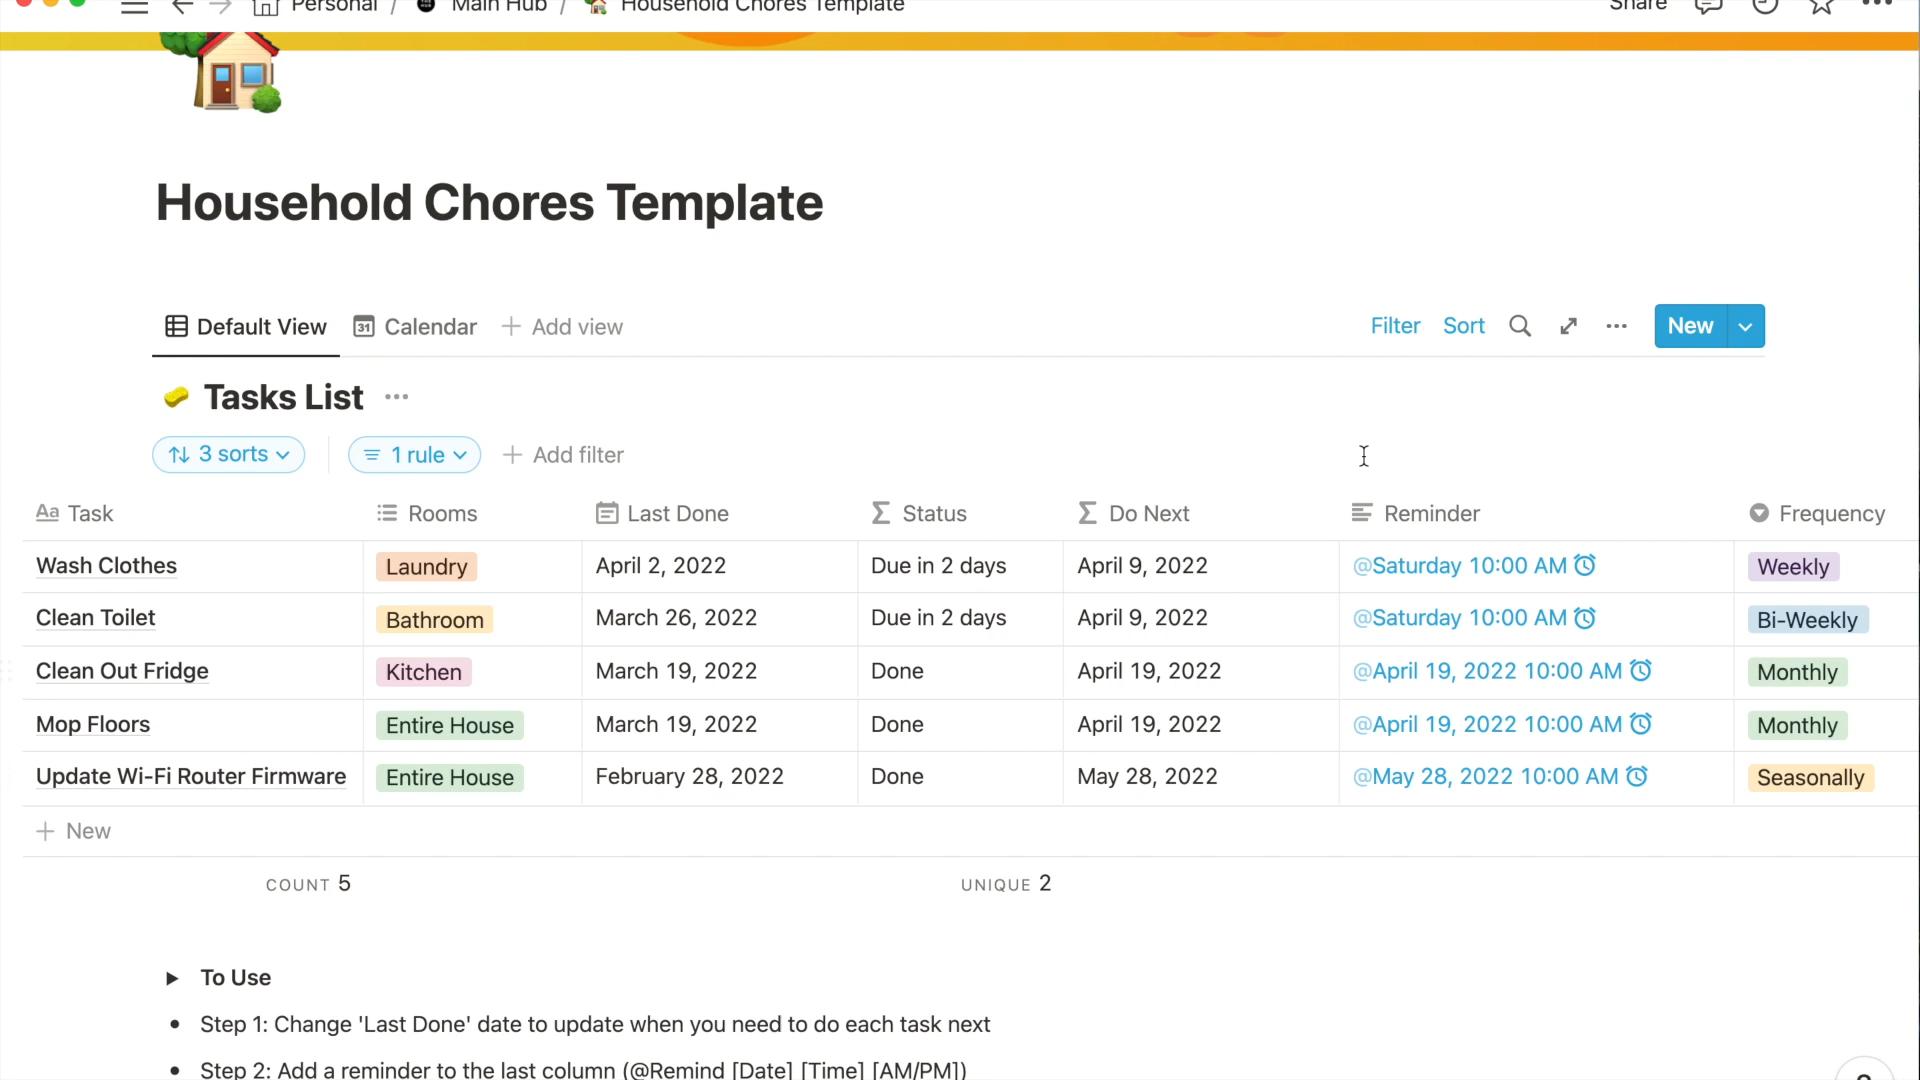 Personal / Main Hub / Household Chores Template Share
Household Chores Template
Default View 31 Calendar + Add view Filter Sort New
Tasks List
3 sorts 1 rule + Add filter
Aa Task Rooms Last Done Σ Status Σ Do Next Reminder Frequency
Wash Clothes Laundry April 2, 2022 Due in 2 days April 9, 2022 @Saturday 10:00 AM Weekly
Clean Toilet Bathroom March 26, 2022 Due in 2 days April 9, 2022 @Saturday 10:00 AM Bi-Weekly
Clean Out Fridge Kitchen March 19, 2022 Done April 19, 2022 @April 19, 2022 10:00 AM Monthly
Mop Floors Entire House March 19, 2022 Done April 19, 2022 @April 19, 2022 10:00 AM Monthly
Update Wi-Fi Router Firmware Entire House February 28, 2022 Done May 28, 2022 @May 28, 2022 10:00 AM Seasonally
+ New
COUNT 5 UNIQUE 2
To Use
• Step 1: Change 'Last Done' date to update when you need to do each task next
• Step 2: Add a reminder to the last column (@Remind [Date] [Time] [AM/PM])